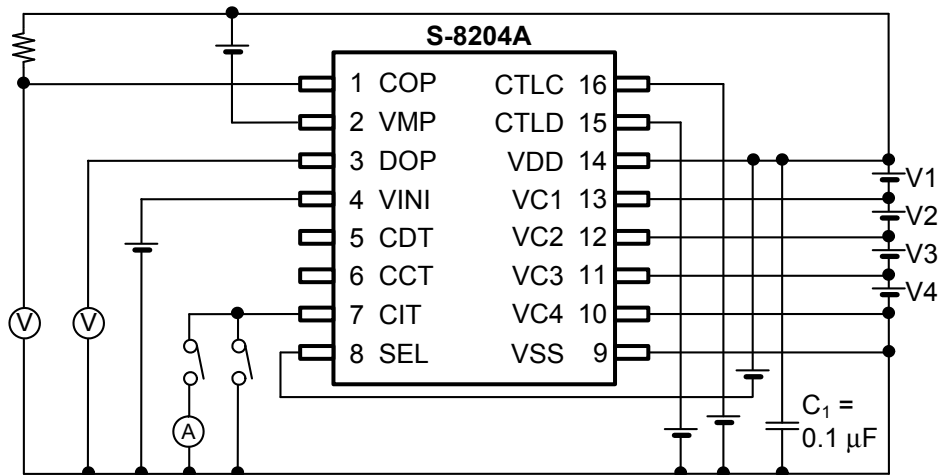 S-8204A
1 COP CTLC 16
2 VMP CTLD 15
3 DOP VDD 14
4 VINI VC1 13
5 CDT VC2 12
6 CCT VC3 11
7 CIT VC4 10
8 SEL VSS 9
V1
V2
V3
V4
V
V
A
C1 =
0.1 μF